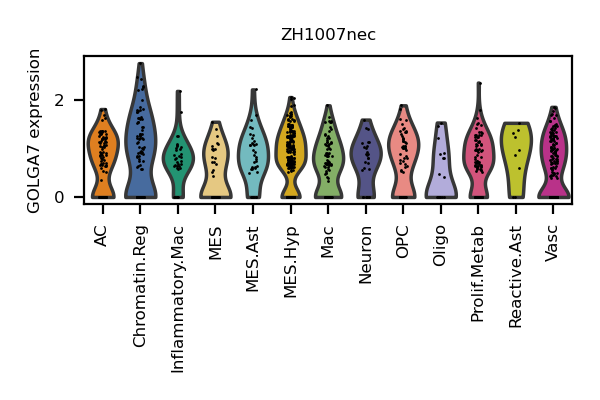 ZH1007nec
GOLGA7 expression
2
0
AC
Chromatin.Reg
Inflammatory.Mac
MES
MES.Ast
MES.Hyp
Mac
Neuron
OPC
Oligo
Prolif.Metab
Reactive.Ast
Vasc